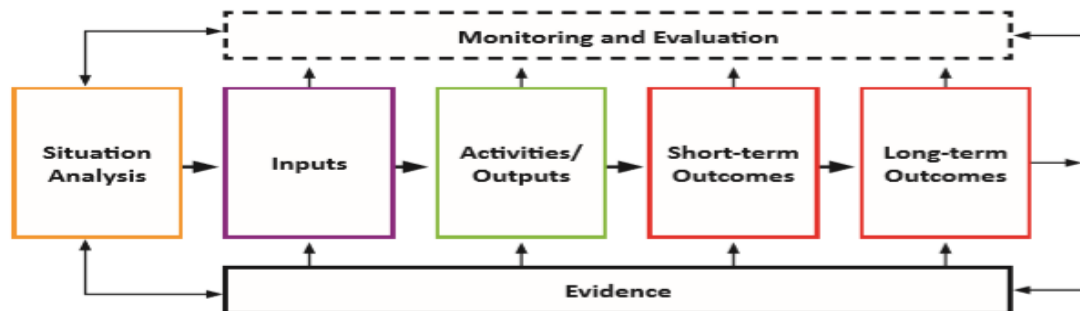 Monitoring and Evaluation
Situation
Analysis
Inputs
Activities/
Outputs
Short-term
Outcomes
Long-term
Outcomes
Evidence